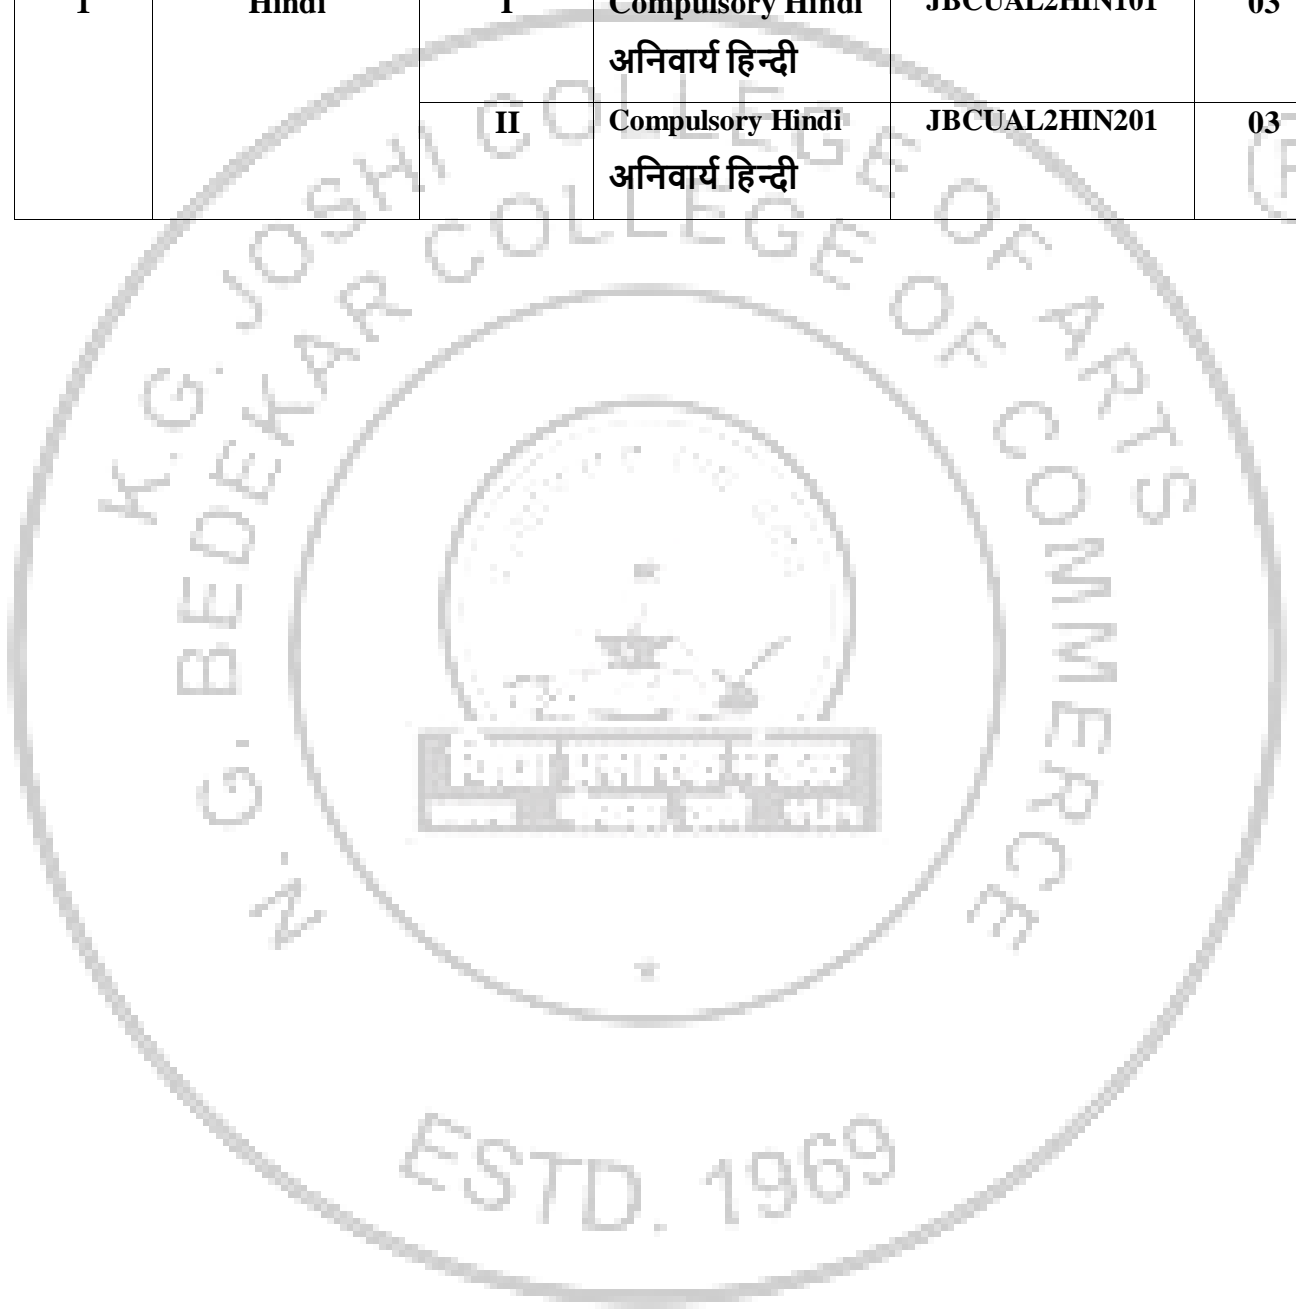 1 Hindi I Compulsory Hindi JBCUAL2HIN101 03
अनिवार्य हिन्दी
II Compulsory Hindi JBCUAL2HIN201 03
अनिवार्य हिन्दी
K.G. JOSHI COLLEGE OF ARTS
N. G. BEDEKAR COLLEGE OF COMMERCE
ESTD. 1969